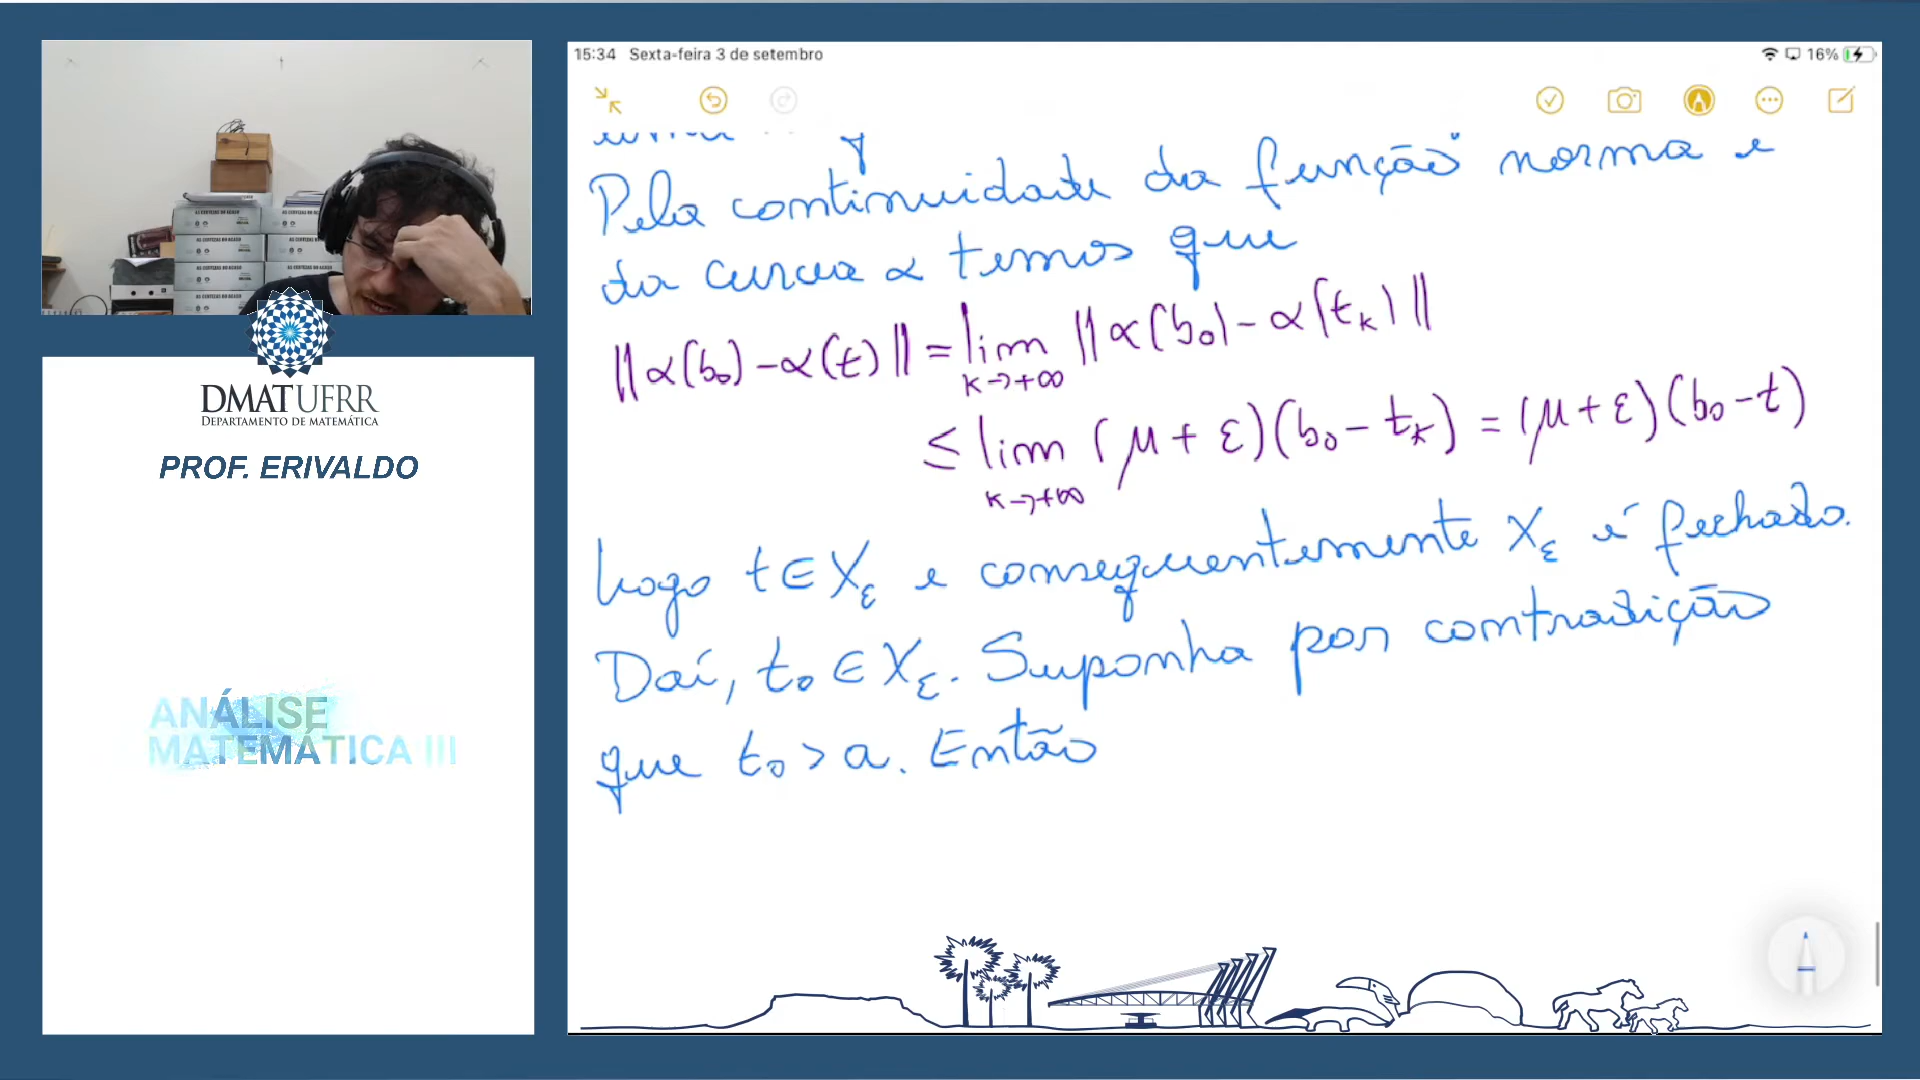 15:34 Sexta-feira 3 de setembro
16%
Pela continuidade da função norma e
da curva α temos que
||α(b₀) - α(t)|| = lim ||α(b₀) - α(t_k)||
k→+∞
≤ lim (μ + ε)(b₀ - t_k) = (μ + ε)(b₀ - t)
k→+∞
Logo t ∈ X_ε e consequentemente X_ε é fechado.
Daí, t₀ ∈ X_ε. Suponha por contradição
que t₀ > a. Então
DMATUFRR
DEPARTAMENTO DE MATEMÁTICA
PROF. ERIVALDO
ANÁLISE
MATEMÁTICA III